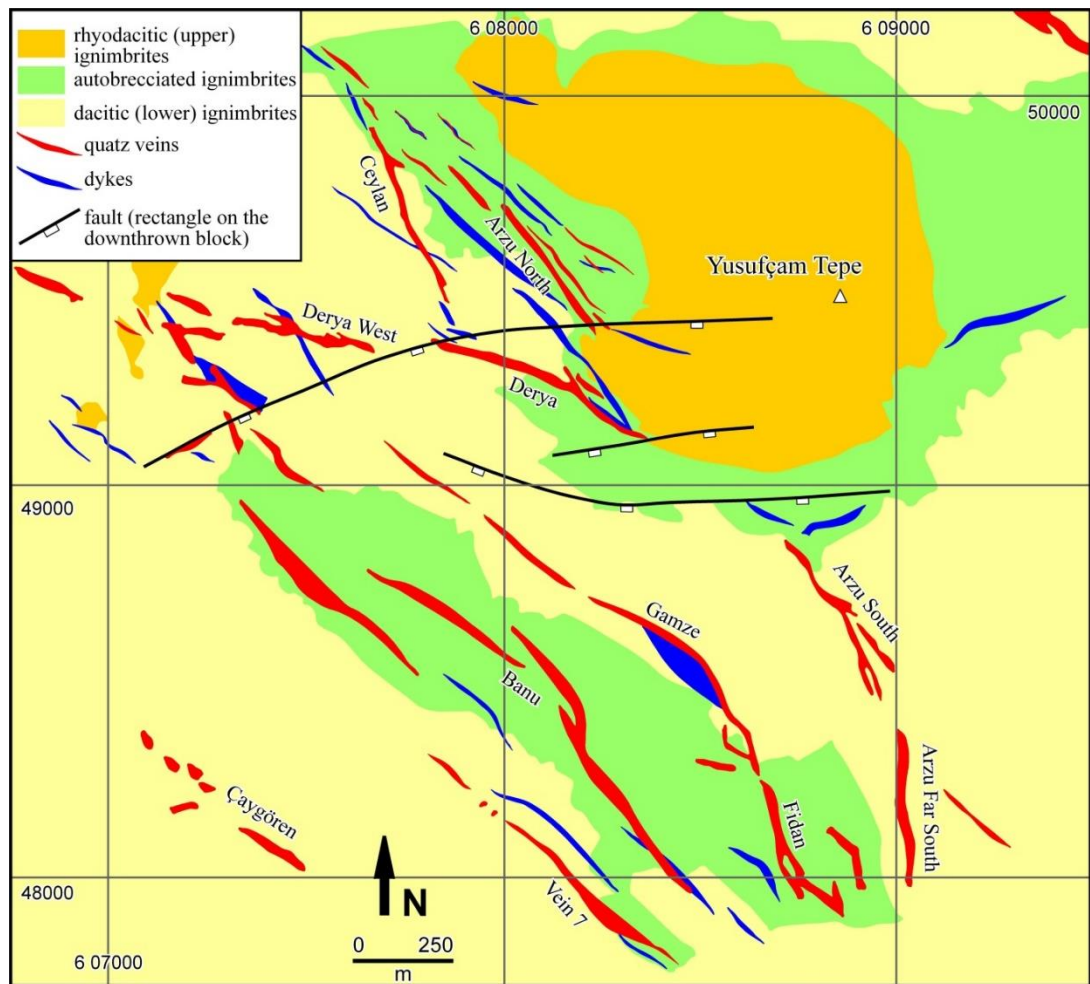 rhyodacitic (upper)
ignimbrites
autobrecciated ignimbrites
dacitic (lower) ignimbrites
quatz veins
dykes
fault (rectangle on the
downthrown block)
6 08000
6 09000
50000
Ceylan
Arzu North
Yusufçam Tepe
Derya West
Derya
49000
Arzu South
Gamze
Banu
Arzu Far South
Çaygören
Fidan
48000
Vein 7
N
0 250
m
6 07000